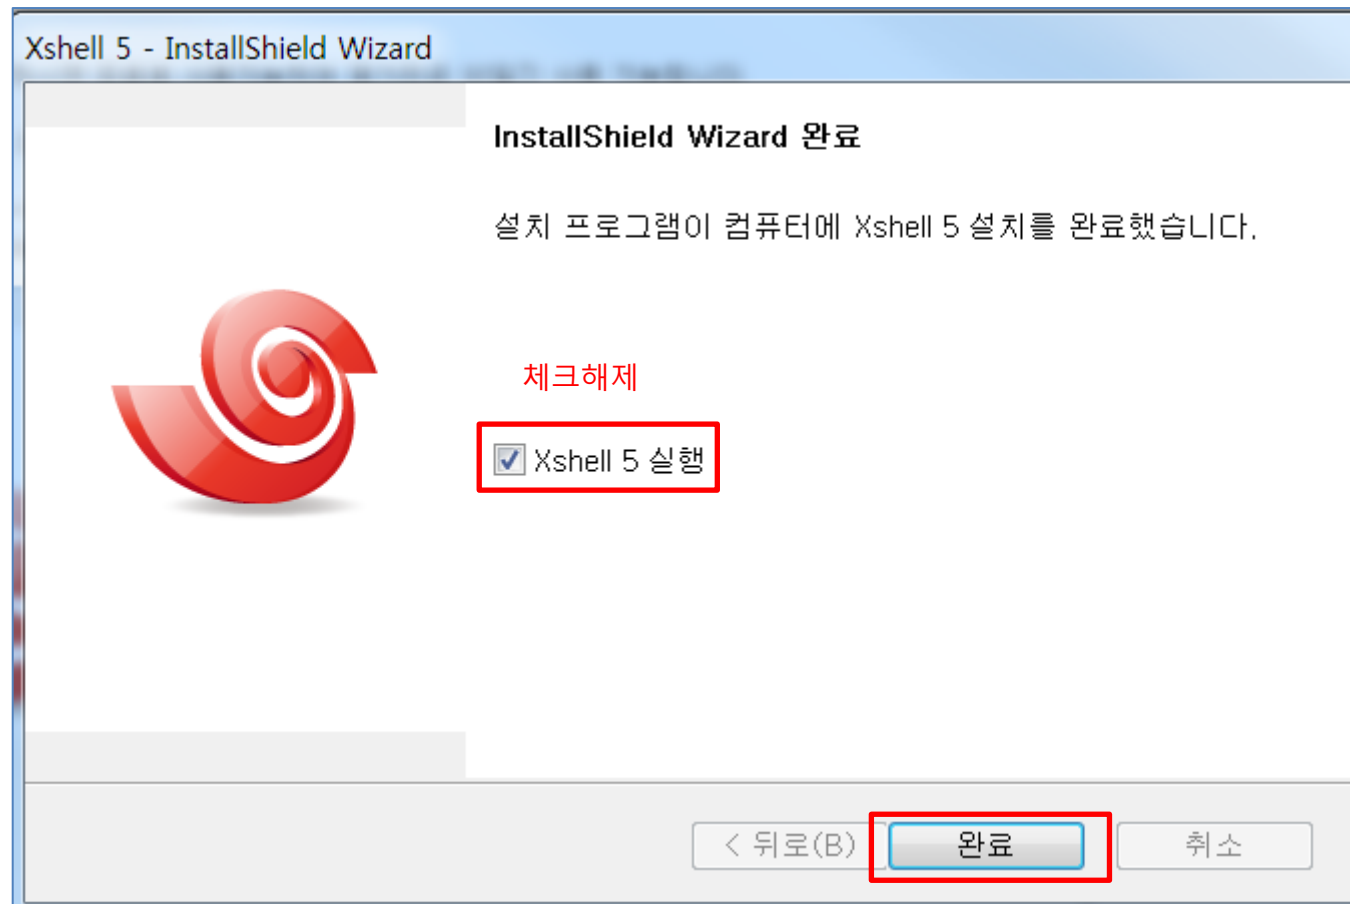 Xshell 5 - InstallShield Wizard
InstallShield Wizard 완료
설치 프로그램이 컴퓨터에 Xshell 5 설치를 완료했습니다.
체크해제
Xshell 5 실행
< 뒤로(B)
완료
취소